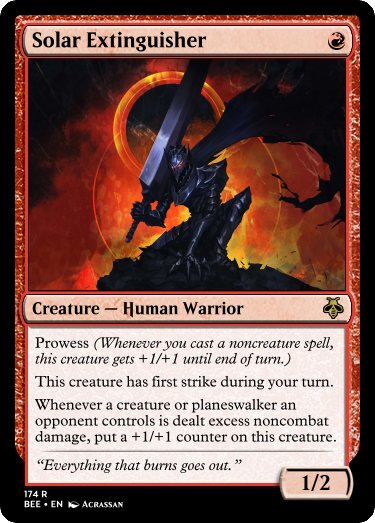 Solar Extinguisher
Creature — Human Warrior
Prowess (Whenever you cast a noncreature spell,
this creature gets +1/+1 until end of turn.)
This creature has first strike during your turn.
Whenever a creature or planeswalker an
opponent controls is dealt excess noncombat
damage, put a +1/+1 counter on this creature.
“Everything that burns goes out.”
1/2
174 R
BEE • EN Acrassan